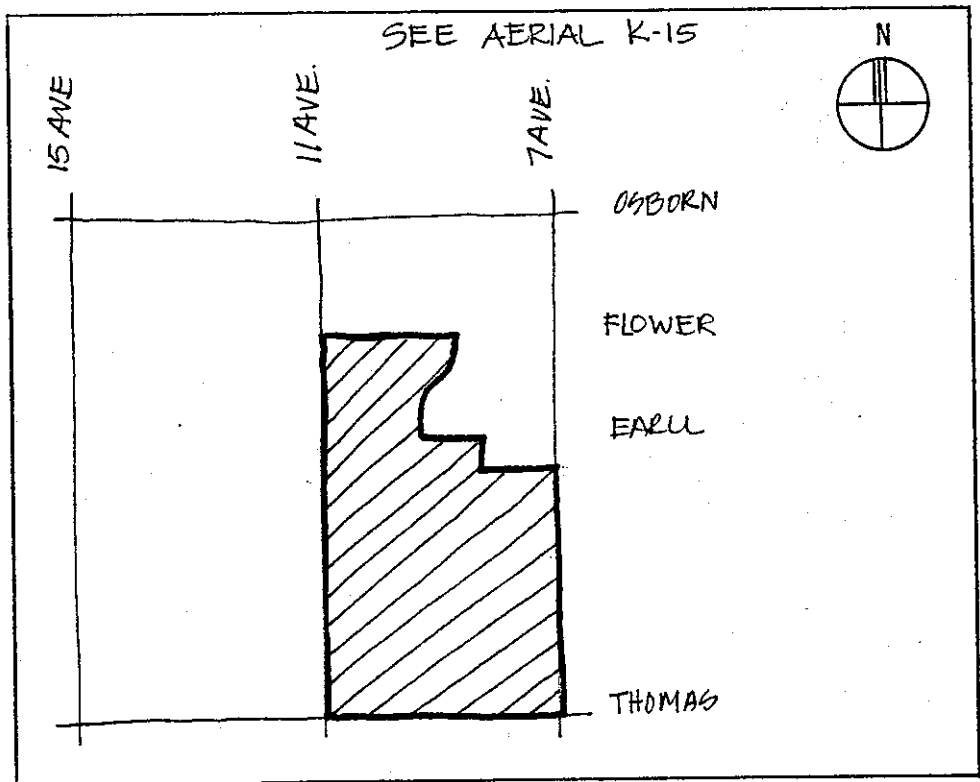 SEE AERIAL K-15
N
15 AVE
11 AVE.
7 AVE.
OSBORN
FLOWER
EARLL
THOMAS